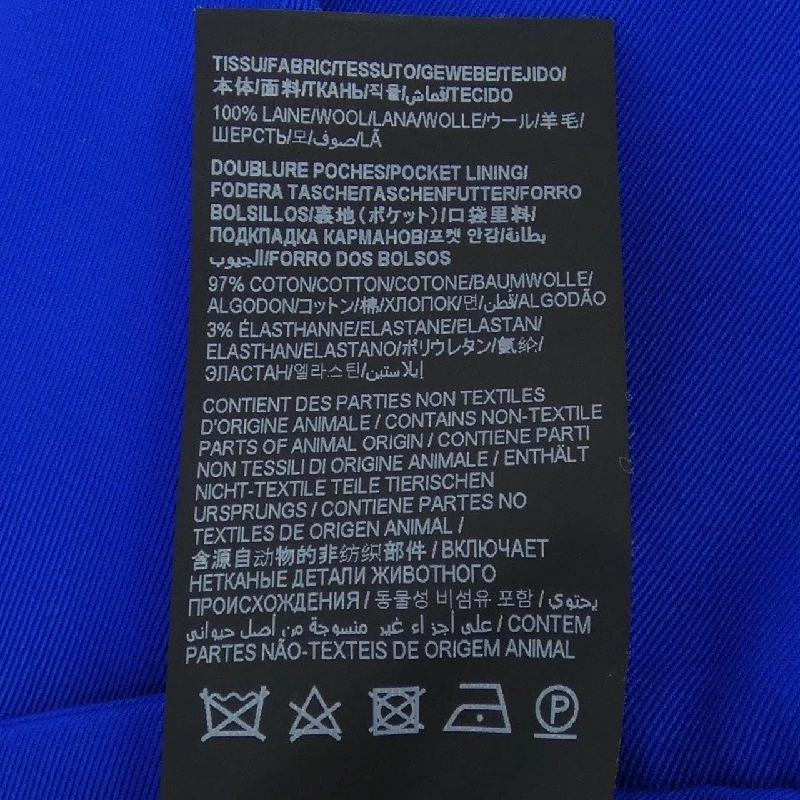 TISSU/FABRIC/TESSUTO/GEWEBE/TEJIDO/
本体/面料/ТКАНЬ/직물/قماش/TECIDO
100% LAINE/WOOL/LANA/WOLLE/ウール/羊毛/
ШЕРСТЬ/모/صوف/LÃ
DOUBLURE POCHES/POCKET LINING/
FODERA TASCHE/TASCHENFUTTER/FORRO
BOLSILLOS/裏地(ポケット)/口袋里料/
ПОДКЛАДКА КАРМАНОВ/포켓 안감/بطانة
الجيوب/FORRO DOS BOLSOS
97% COTON/COTTON/COTONE/BAUMWOLLE/
ALGODON/コットン/棉/ХЛОПОК/면/قطن/ALGODÃO
3% ÉLASTHANNE/ELASTANE/ELASTAN/
ELASTHAN/ELASTANO/ポリウレタン/氨纶/
ЭЛАСТАН/엘라스틴/إيلاستين
CONTIENT DES PARTIES NON TEXTILES
D'ORIGINE ANIMALE / CONTAINS NON-TEXTILE
PARTS OF ANIMAL ORIGIN / CONTIENE PARTI
NON TESSILI DI ORIGINE ANIMALE / ENTHÄLT
NICHT-TEXTILE TEILE TIERISCHEN
URSPRUNGS / CONTIENE PARTES NO
TEXTILES DE ORIGEN ANIMAL /
含源自动物的非纺织部件 / ВКЛЮЧАЕТ
НЕТКАНЫЕ ДЕТАЛИ ЖИВОТНОГО
ПРОИСХОЖДЕНИЯ / 동물성 비섬유 포함 / يحتوي
على أجزاء غير منسوجة من أصل حيواني / CONTEM
PARTES NÃO-TEXTEIS DE ORIGEM ANIMAL
P